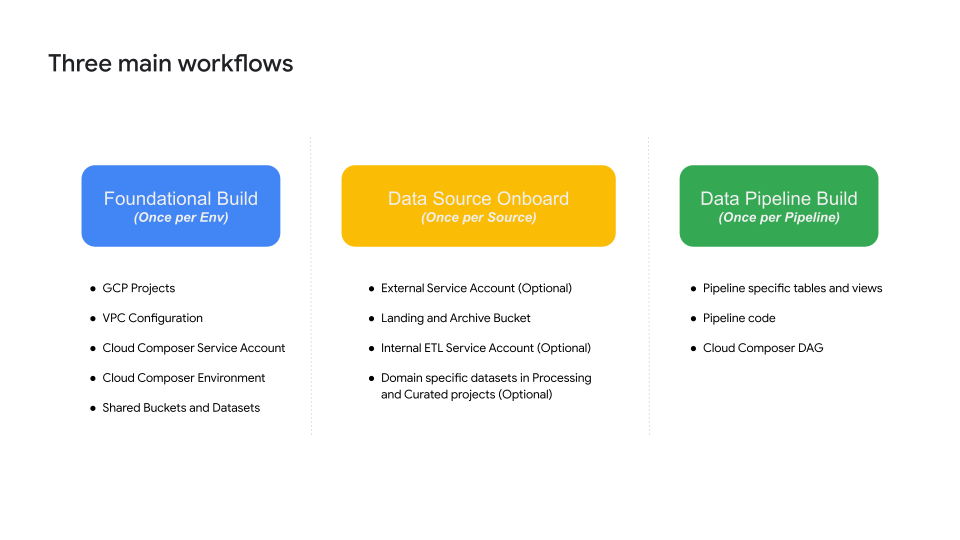 Three main workflows
Foundational Build
(Once per Env)
Data Source Onboard
(Once per Source)
Data Pipeline Build
(Once per Pipeline)
● GCP Projects
● VPC Configuration
● Cloud Composer Service Account
● Cloud Composer Environment
● Shared Buckets and Datasets
● External Service Account (Optional)
● Landing and Archive Bucket
● Internal ETL Service Account (Optional)
● Domain specific datasets in Processing
and Curated projects (Optional)
● Pipeline specific tables and views
● Pipeline code
● Cloud Composer DAG